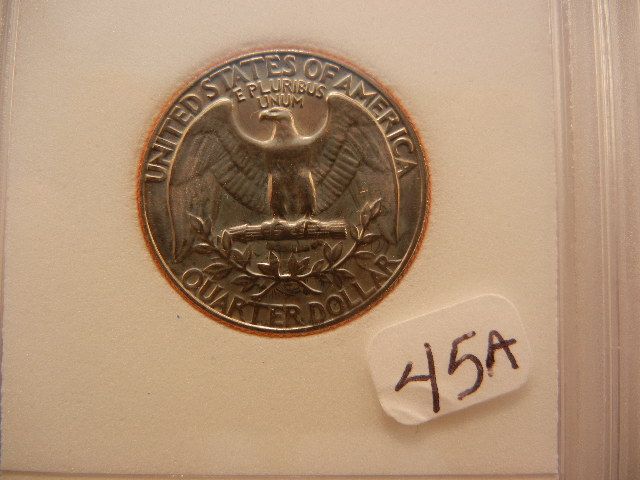 UNITED STATES OF AMERICA
E PLURIBUS
UNUM
QUARTER DOLLAR
45A